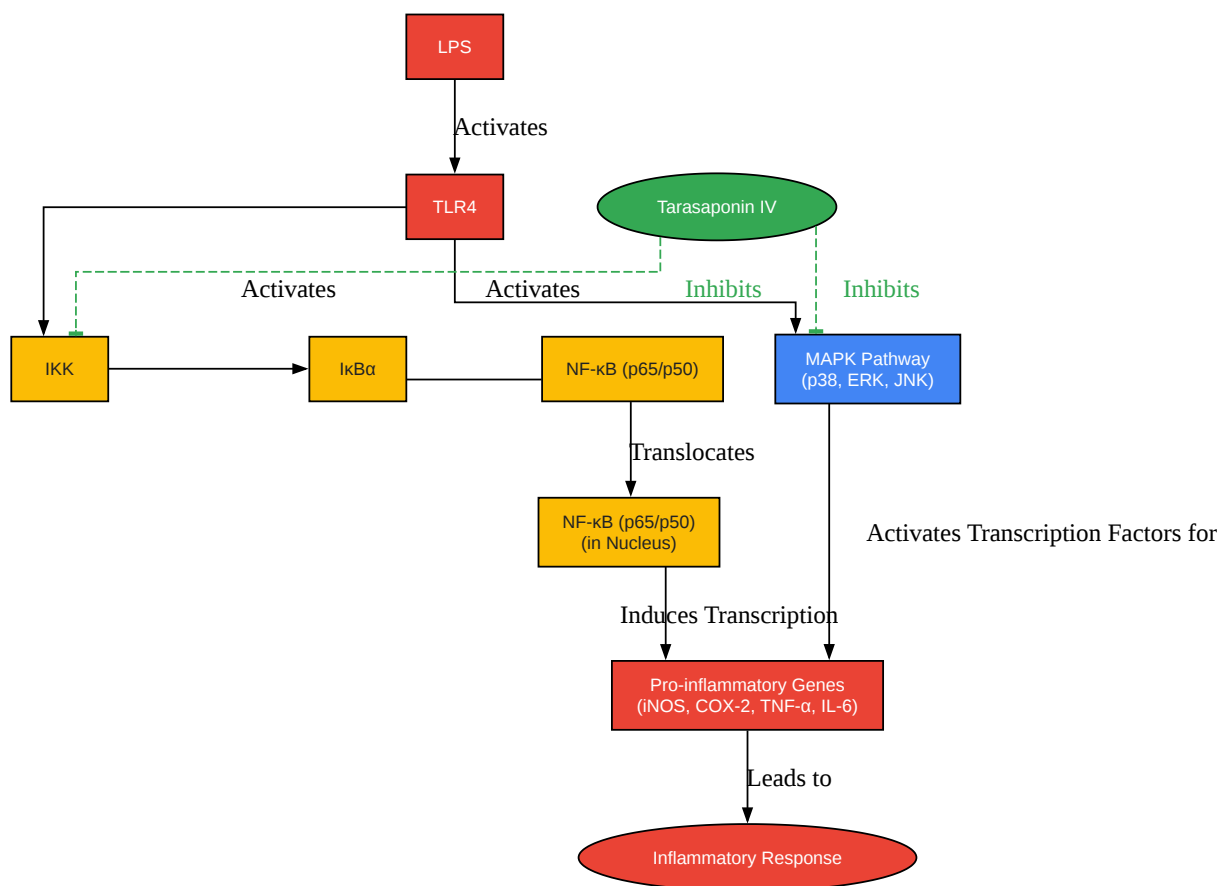 LPS
Activates
TLR4
Tarasaponin IV
Activates
Activates
Inhibits
Inhibits
IKK
IκBα
NF-κB (p65/p50)
MAPK Pathway
(p38, ERK, JNK)
Translocates
NF-κB (p65/p50)
(in Nucleus)
Activates Transcription Factors for
Induces Transcription
Pro-inflammatory Genes
(iNOS, COX-2, TNF-α, IL-6)
Leads to
Inflammatory Response